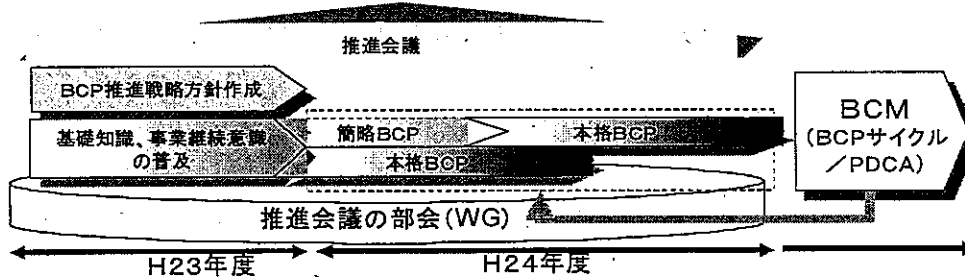 推進会議
BCP推進戦略方針作成
基礎知識、事業継続意識
の普及
簡略BCP
本格BCP
本格BCP
BCM
(BCPサイクル
／PDCA)
推進会議の部会(WG)
H23年度
H24年度